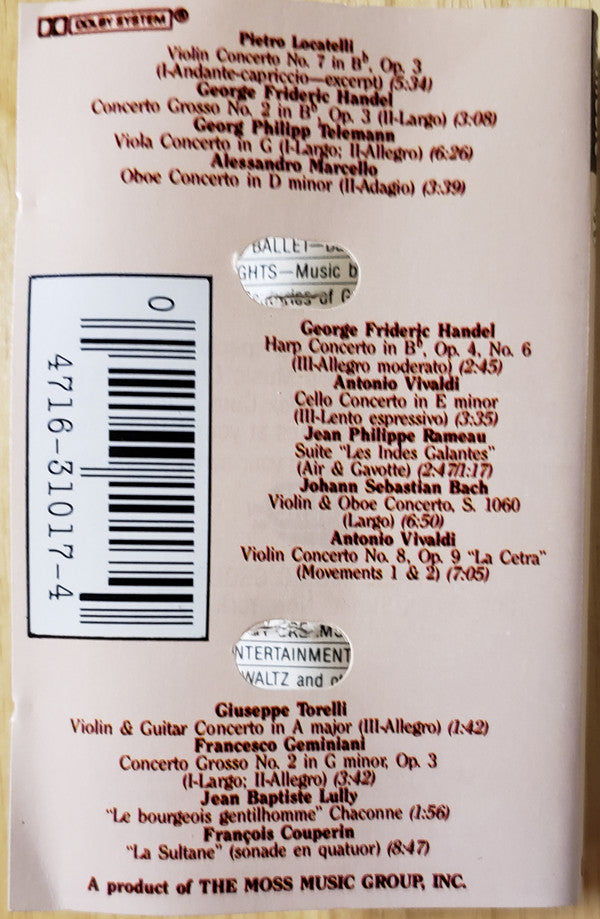 DOLBY SYSTEM®
Pietro Locatelli
Violin Concerto No. 7 in B♭, Op. 3
(I-Andante-capriccio—excerpt) (5:34)
George Frideric Handel
Concerto Grosso No. 2 in B♭, Op. 3 (II-Largo) (3:08)
Georg Philipp Telemann
Viola Concerto in G (I-Largo; II-Allegro) (6:26)
Alessandro Marcello
Oboe Concerto in D minor (II-Adagio) (3:39)
BALLET—
GHTS—Music b
of
0
4716-31017-4
George Frideric Handel
Harp Concerto in B♭, Op. 4, No. 6
(III-Allegro moderato) (2:45)
Antonio Vivaldi
Cello Concerto in E minor
(III-Lento espressivo) (3:35)
Jean Philippe Rameau
Suite "Les Indes Galantes"
(Air & Gavotte) (2:47/1:17)
Johann Sebastian Bach
Violin & Oboe Concerto, S. 1060
(Largo) (6:50)
Antonio Vivaldi
Violin Concerto No. 8, Op. 9 "La Cetra"
(Movements 1 & 2) (7:05)
NTERTAINMENT
WALTZ and
Giuseppe Torelli
Violin & Guitar Concerto in A major (III-Allegro) (1:42)
Francesco Geminiani
Concerto Grosso No. 2 in G minor, Op. 3
(I-Largo; II-Allegro) (3:42)
Jean Baptiste Lully
"Le bourgeois gentilhomme" Chaconne (1:56)
François Couperin
"La Sultane" (sonade en quatuor) (8:47)
A product of THE MOSS MUSIC GROUP, INC.